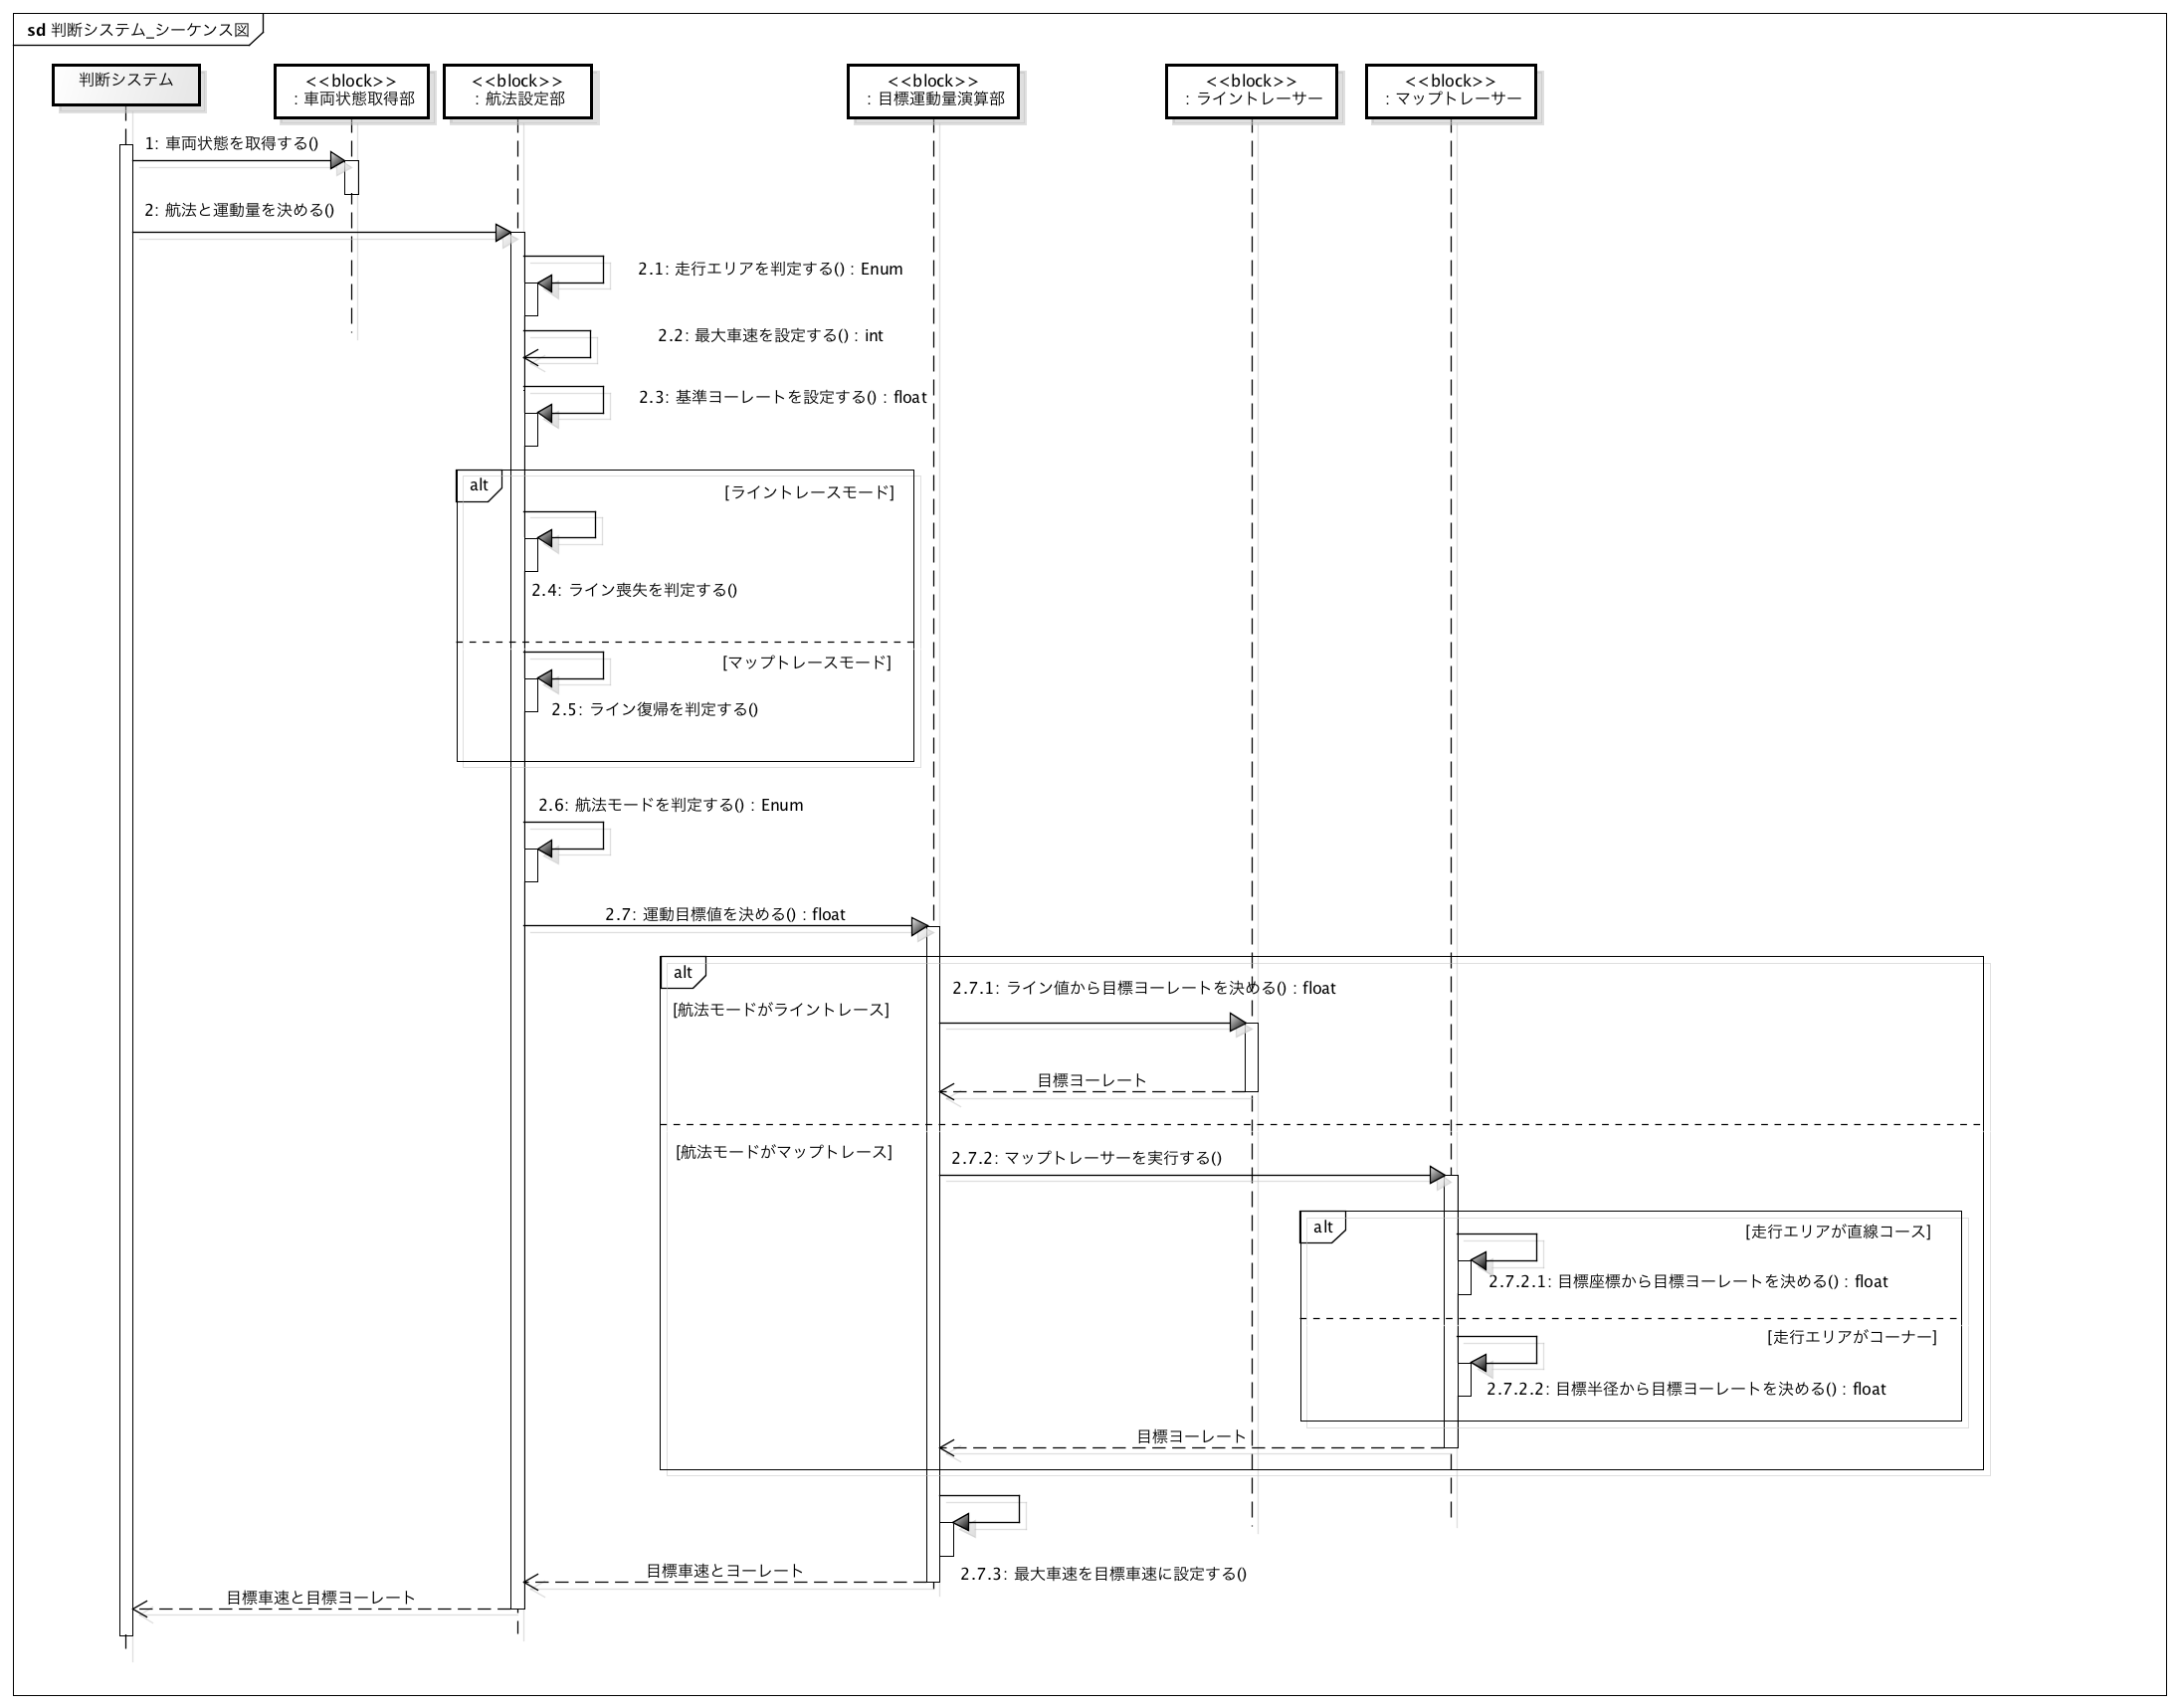 sd 判断システム_シーケンス図
判断システム
<<block>>
: 車両状態取得部
<<block>>
: 航法設定部
<<block>>
: 目標運動量演算部
<<block>>
: ライントレーサー
<<block>>
: マップトレーサー
1: 車両状態を取得する()
2: 航法と運動量を決める()
2.1: 走行エリアを判定する() : Enum
2.2: 最大車速を設定する() : int
2.3: 基準ヨーレートを設定する() : float
alt
[ライントレースモード]
2.4: ライン喪失を判定する()
[マップトレースモード]
2.5: ライン復帰を判定する()
2.6: 航法モードを判定する() : Enum
2.7: 運動目標値を決める() : float
alt
2.7.1: ライン値から目標ヨーレートを決める() : float
[航法モードがライントレース]
目標ヨーレート
[航法モードがマップトレース]
2.7.2: マップトレーサーを実行する()
alt
[走行エリアが直線コース]
2.7.2.1: 目標座標から目標ヨーレートを決める() : float
[走行エリアがコーナー]
2.7.2.2: 目標半径から目標ヨーレートを決める() : float
目標ヨーレート
目標車速とヨーレート
2.7.3: 最大車速を目標車速に設定する()
目標車速と目標ヨーレート